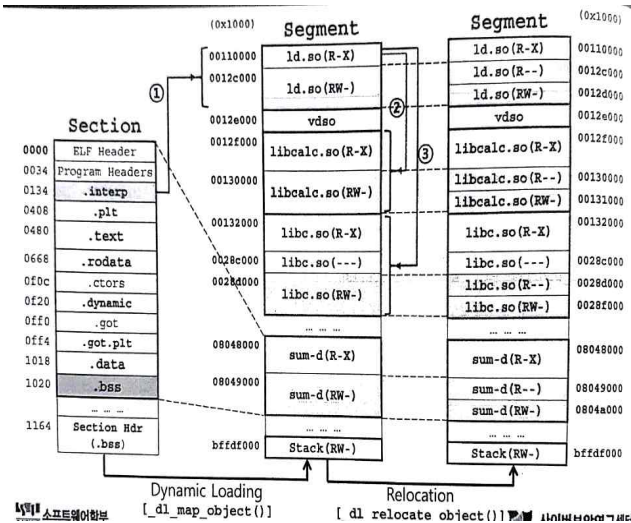 (0x1000)
Segment
(0x1000)
Segment
Section
0000 ELF Header
0034 Program Headers
0134 .interp
0408 .plt
0480 .text
0668 .rodata
0f0c .ctors
0f20 .dynamic
0ff0 .got
0ff4 .got.plt
1018 .data
1020 .bss
... ... ...
1164 Section Hdr
(.bss)
①
②
③
00110000 ld.so(R-X)
0012c000 ld.so(RW-)
0012e000 vdso
0012f000 libcalc.so(R-X)
00130000 libcalc.so(RW-)
00132000 libc.so(R-X)
0028c000 libc.so(---)
0028d000 libc.so(RW-)
... ... ...
08048000 sum-d(R-X)
08049000 sum-d(RW-)
... ... ...
bffdf000 Stack(RW-)
ld.so(R-X) 00110000
ld.so(R--) 0012c000
ld.so(RW-) 0012d000
vdso 0012e000
libcalc.so(R-X) 0012f000
libcalc.so(R--) 00130000
libcalc.so(RW-) 00131000
libc.so(R-X) 00132000
libc.so(---) 0028c000
libc.so(R--) 0028d000
libc.so(RW-) 0028f000
... ... ...
sum-d(R-X) 08048000
sum-d(R--) 08049000
sum-d(RW-) 0804a000
... ... ...
Stack(RW-) bffdf000
Dynamic Loading
[_dl_map_object()]
Relocation
[_dl_relocate_object()]
소프트웨어학부